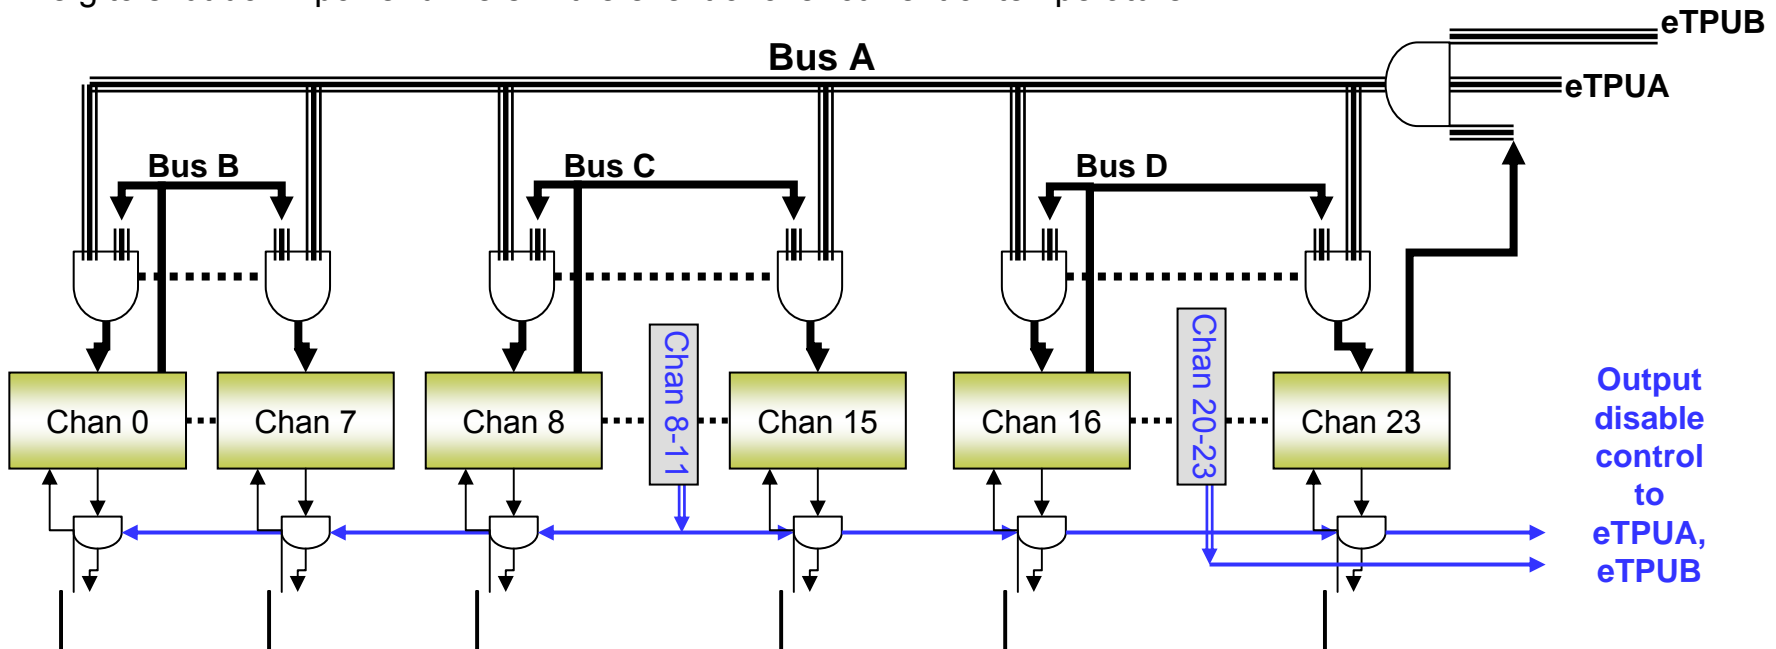 eTPUB
Bus A
eTPUA
Bus B
Bus C
Bus D
Chan 8-11
Chan 20-23
Chan 0
Chan 7
Chan 8
Chan 15
Chan 16
Chan 23
Output
disable
control
to
eTPUA,
eTPUB